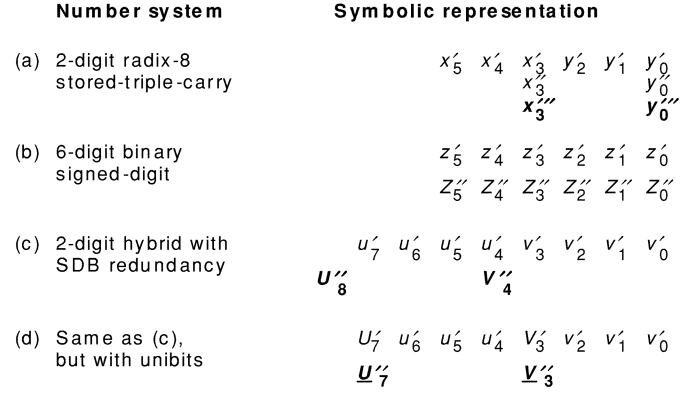 Number system Symbolic representation
(a) 2-digit radix-8 x′5 x′4 x′3 y′2 y′1 y′0
stored-triple-carry x″3 y″0
x‴3 y‴0
(b) 6-digit binary z′5 z′4 z′3 z′2 z′1 z′0
signed-digit Z″5 Z″4 Z″3 Z″2 Z″1 Z″0
(c) 2-digit hybrid with u′7 u′6 u′5 u′4 v′3 v′2 v′1 v′0
SDB redundancy U″8 V″4
(d) Same as (c), U′7 u′6 u′5 u′4 V′3 v′2 v′1 v′0
but with unibits U″7 V″3